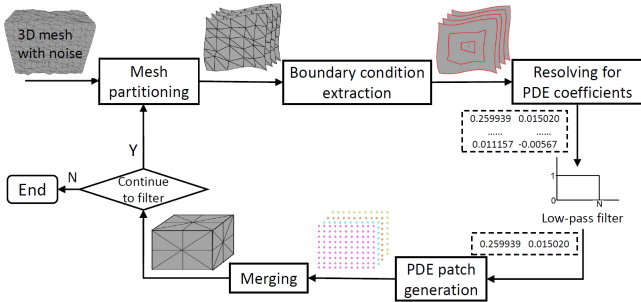 3D mesh
with noise
Mesh
partitioning
Boundary condition
extraction
Resolving for
PDE coefficients
0.259939 0.015020
...... ......
0.011157 -0.00567
1
0
N
Low-pass filter
0.259939 0.015020
PDE patch
generation
Merging
Continue
to filter
Y
N
End